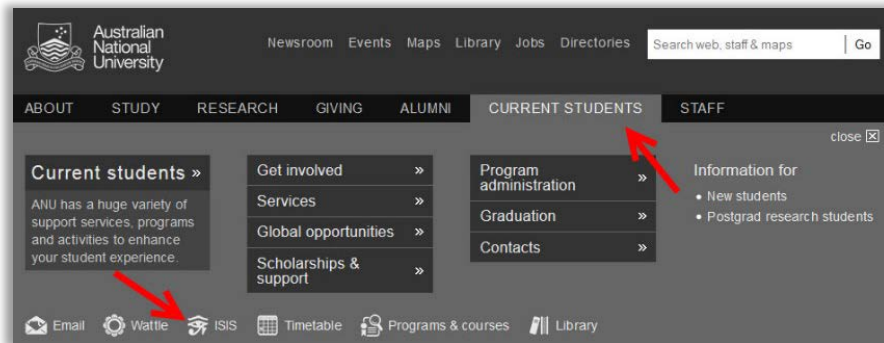 Australian
National
University
Newsroom Events Maps Library Jobs Directories
Search web, staff & maps Go
ABOUT STUDY RESEARCH GIVING ALUMNI CURRENT STUDENTS STAFF
close
Current students »
ANU has a huge variety of
support services, programs
and activities to enhance
your student experience.
Get involved »
Services »
Global opportunities »
Scholarships &
support »
Program
administration »
Graduation »
Contacts »
Information for
• New students
• Postgrad research students
Email Wattle ISIS Timetable Programs & courses Library